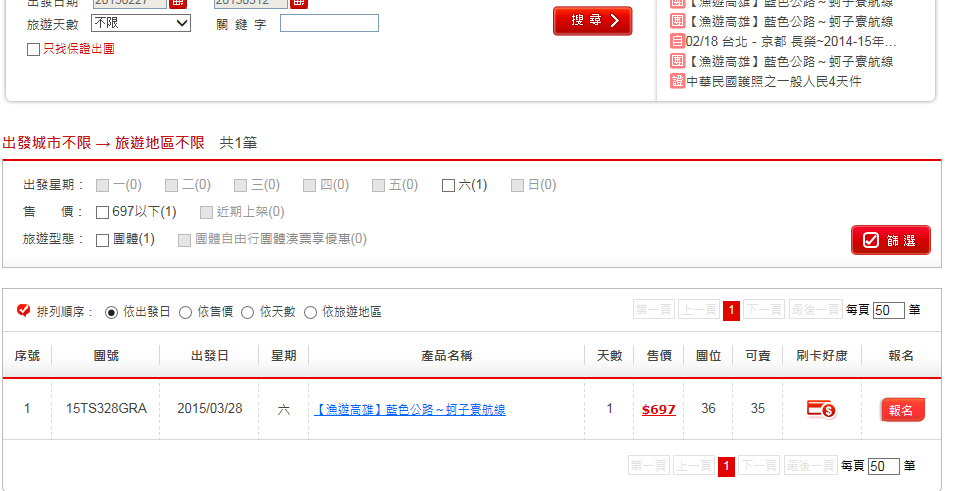 出發日期 20150227 20150312
旅遊天數 不限 關鍵字 搜尋
只找保證出團
團【漁遊高雄】藍色公路～蚵子寮航線
團【漁遊高雄】藍色公路～蚵子寮航線
自02/18 台北－京都 長榮~2014-15年...
團【漁遊高雄】藍色公路～蚵子寮航線
證中華民國護照之一般人民4天件
出發城市不限 → 旅遊地區不限 共1筆
出發星期： 一(0) 二(0) 三(0) 四(0) 五(0) 六(1) 日(0)
售 價： 697以下(1) 近期上架(0)
旅遊型態： 團體(1) 團體自由行團體湊票享優惠(0)
篩選
排列順序： 依出發日 依售價 依天數 依旅遊地區 第一頁 上一頁 1 下一頁 最後一頁 每頁 50 筆
序號 團號 出發日 星期 產品名稱 天數 售價 團位 可賣 刷卡好康 報名
1 15TS328GRA 2015/03/28 六 【漁遊高雄】藍色公路～蚵子寮航線 1 $697 36 35 報名
第一頁 上一頁 1 下一頁 最後一頁 每頁 50 筆